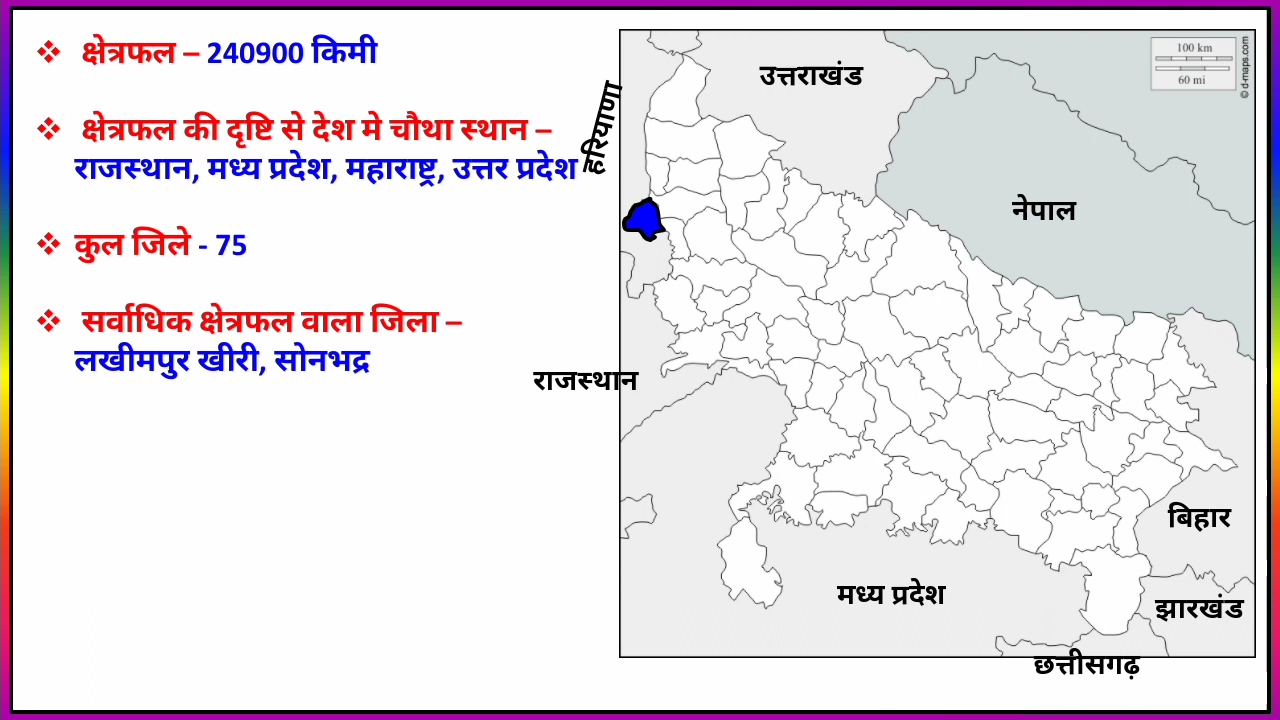 ❖ क्षेत्रफल – 240900 किमी
❖ क्षेत्रफल की दृष्टि से देश मे चौथा स्थान –
राजस्थान, मध्य प्रदेश, महाराष्ट्र, उत्तर प्रदेश
❖ कुल जिले - 75
❖ सर्वाधिक क्षेत्रफल वाला जिला –
लखीमपुर खीरी, सोनभद्र
100 km
60 mi
© d-maps.com
उत्तराखंड
हरियाणा
नेपाल
राजस्थान
बिहार
मध्य प्रदेश
झारखंड
छत्तीसगढ़